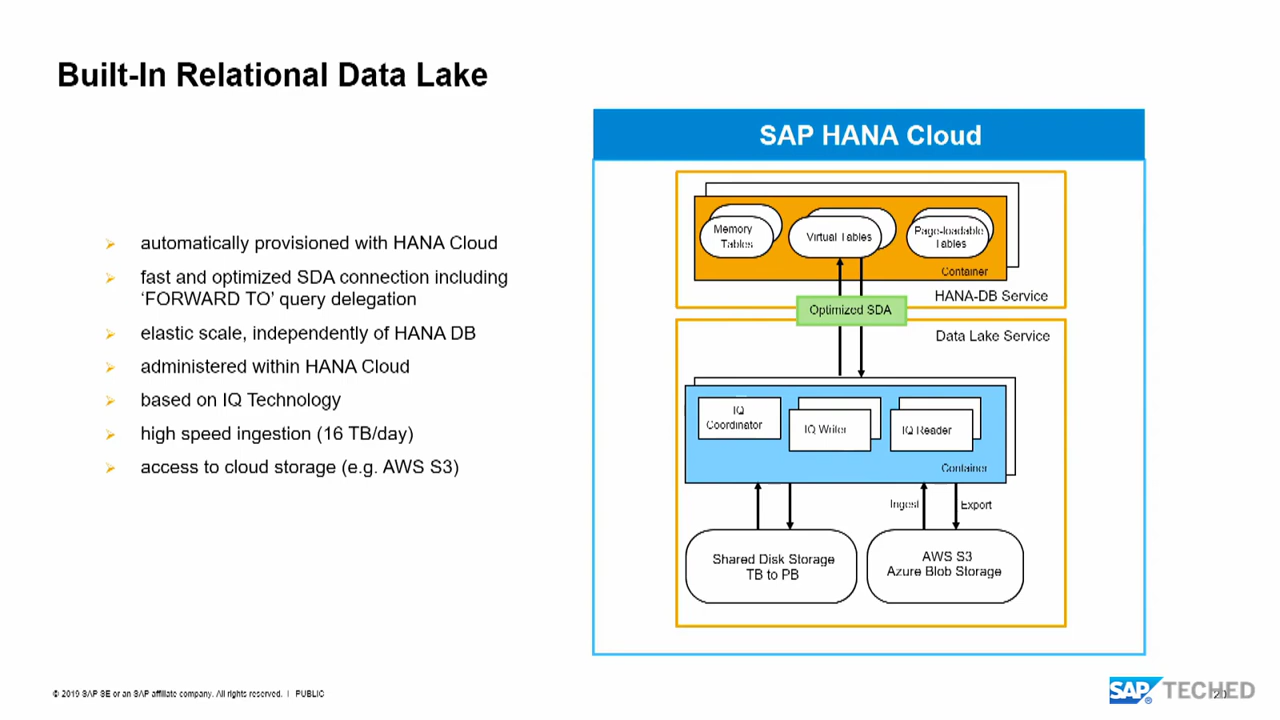 Built-In Relational Data Lake
automatically provisioned with HANA Cloud
fast and optimized SDA connection including
‘FORWARD TO’ query delegation
elastic scale, independently of HANA DB
administered within HANA Cloud
based on IQ Technology
high speed ingestion (16 TB/day)
access to cloud storage (e.g. AWS S3)
SAP HANA Cloud
Memory
Tables
Virtual Tables
Page-loadable
Tables
Container
HANA-DB Service
Optimized SDA
Data Lake Service
IQ
Coordinator
IQ Writer
IQ Reader
Container
Ingest
Export
Shared Disk Storage
TB to PB
AWS S3
Azure Blob Storage
© 2019 SAP SE or an SAP affiliate company. All rights reserved. | PUBLIC
SAP TECHED
20